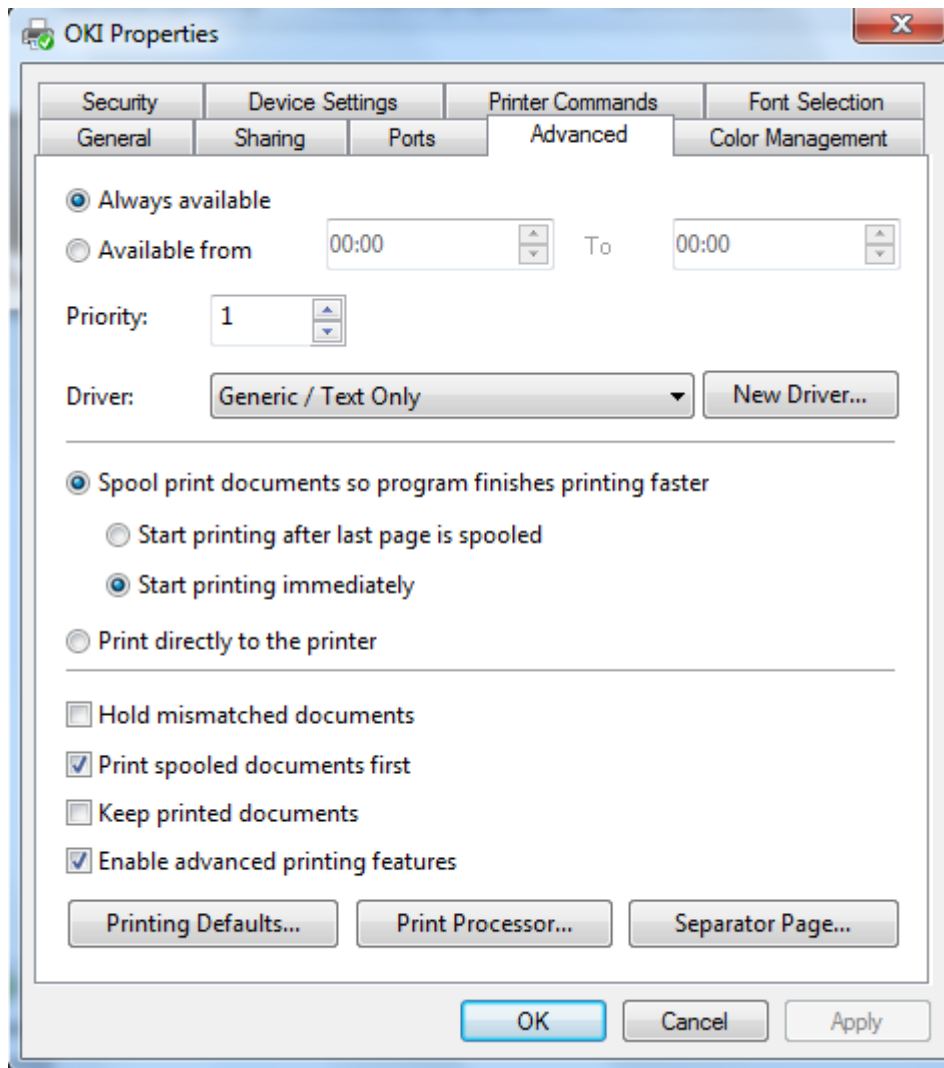 OKI Properties
Security Device Settings Printer Commands Font Selection
General Sharing Ports Advanced Color Management
Always available
Available from 00:00 To 00:00
Priority: 1
Driver: Generic / Text Only New Driver...
Spool print documents so program finishes printing faster
Start printing after last page is spooled
Start printing immediately
Print directly to the printer
Hold mismatched documents
Print spooled documents first
Keep printed documents
Enable advanced printing features
Printing Defaults... Print Processor... Separator Page...
OK Cancel Apply